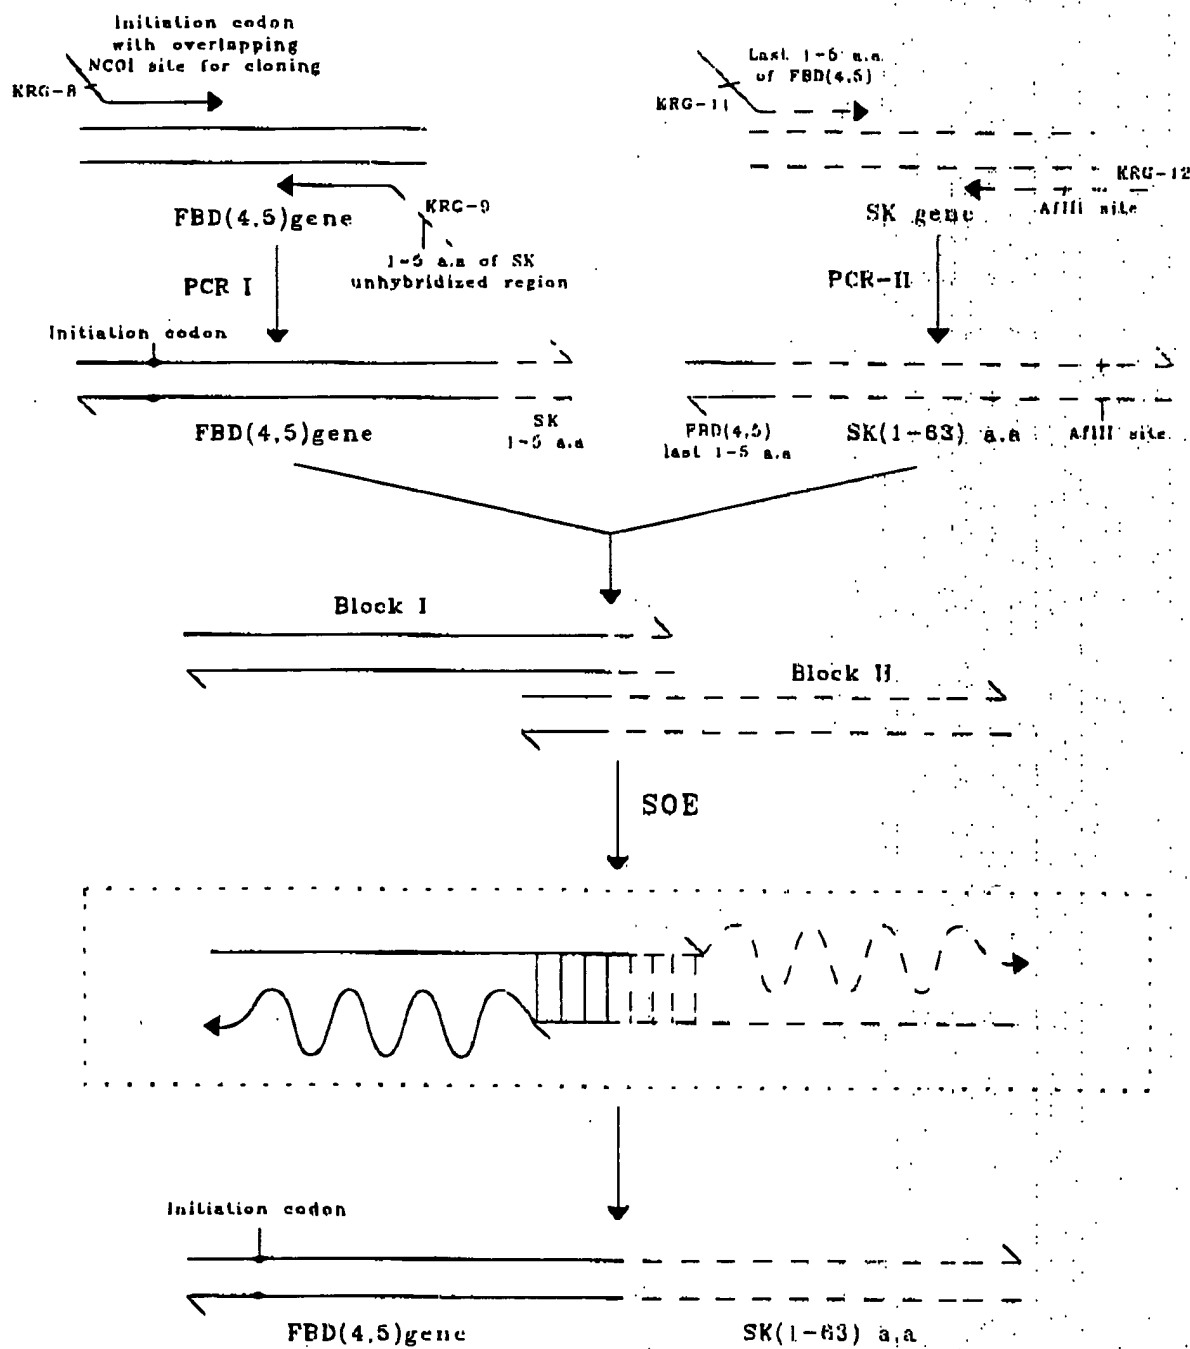 Initiation codon
with overlapping
NCOI site for cloning
KRG-8
Last 1-5 a.a.
of FBD(4,5)
KRG-11
KRG-12
KRG-9
FBD(4,5)gene
SK gene
AflII site
1-5 a.a of SK
unhybridized region
PCR I
PCR-II
Initiation codon
FBD(4,5)gene
SK
1-5 a.a
FBD(4,5)
last 1-5 a.a
SK(1-63) a.a
AflII site
Block I
Block II
SOE
Initiation codon
FBD(4,5)gene
SK(1-63) a.a